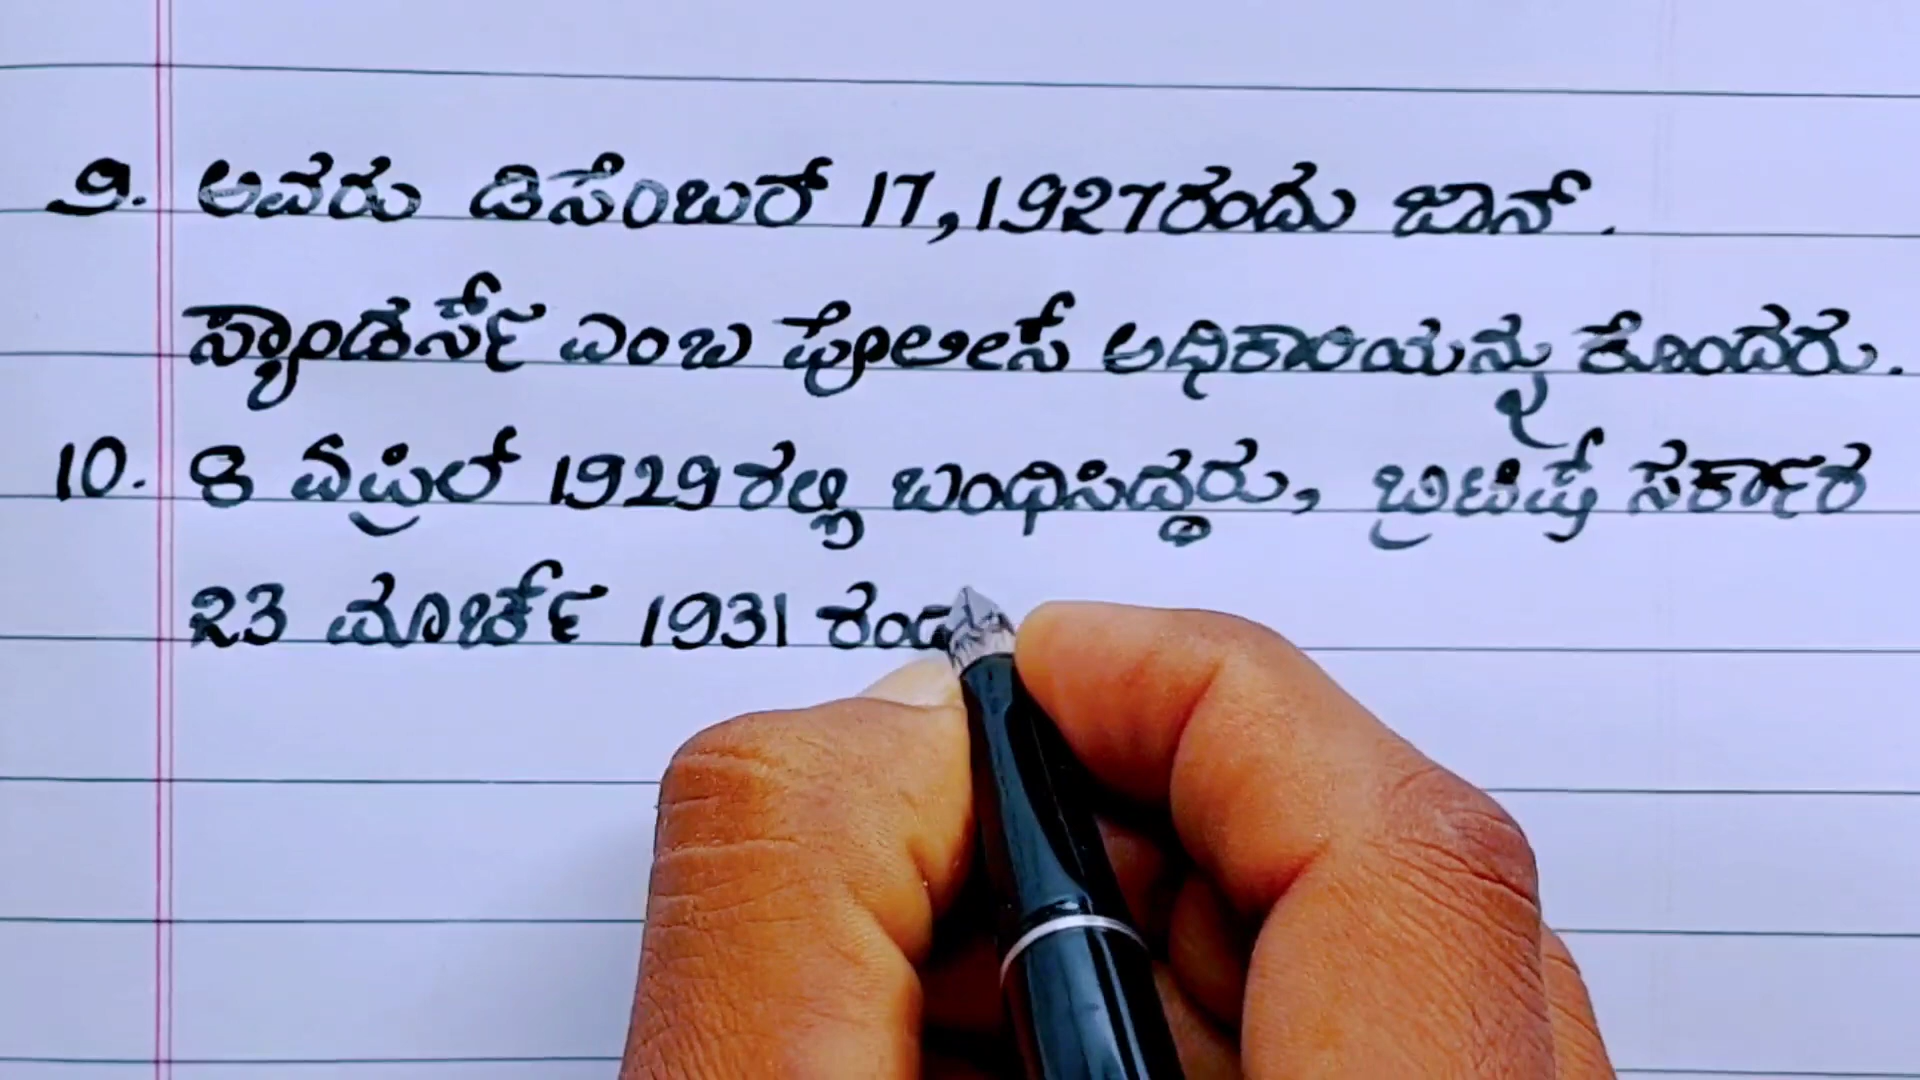 9. ಅವರು ಡಿಸೆಂಬರ್ 17,1927ರಂದು ಜಾನ್.
ಸ್ಯಾಂಡರ್ಸ್ ಎಂಬ ಪೊಲೀಸ್ ಅಧಿಕಾರಿಯನ್ನು ಕೊಂದರು.
10. 8 ಏಪ್ರಿಲ್ 1929ರಲ್ಲಿ ಬಂಧಿಸಿದ್ದರು, ಬ್ರಿಟಿಷ್ ಸರ್ಕಾರ
23 ಮಾರ್ಚ್ 1931